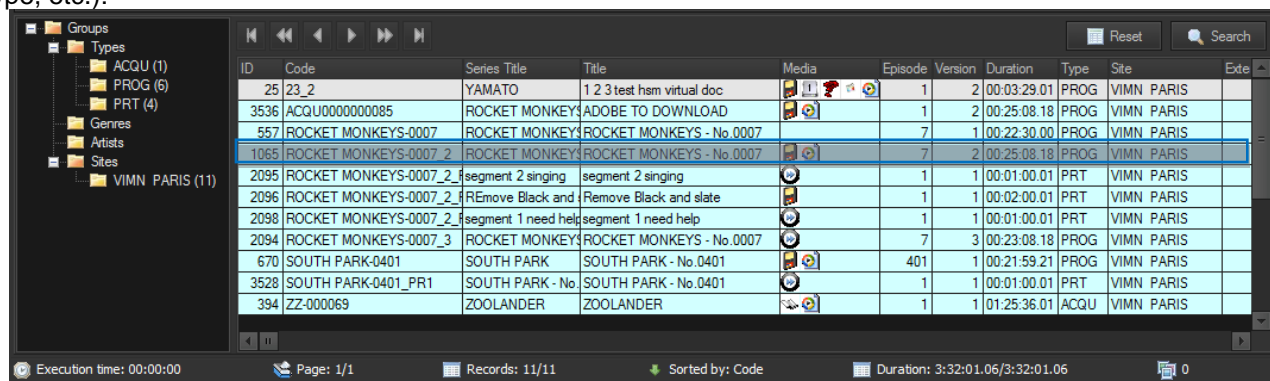 ype, etc.).
Groups
Types
ACQU (1)
PROG (6)
PRT (4)
Genres
Artists
Sites
VIMN PARIS (11)
Reset Search
ID Code Series Title Title Media Episode Version Duration Type Site Exte
25 23_2 YAMATO 1 2 3 test hsm virtual doc 1 2 00:03:29.01 PROG VIMN PARIS
3536 ACQU0000000085 ROCKET MONKEYS ADOBE TO DOWNLOAD 1 2 00:25:08.18 PROG VIMN PARIS
557 ROCKET MONKEYS-0007 ROCKET MONKEYS ROCKET MONKEYS - No.0007 7 1 00:22:30.00 PROG VIMN PARIS
1065 ROCKET MONKEYS-0007_2 ROCKET MONKEYS ROCKET MONKEYS - No.0007 7 2 00:25:08.18 PROG VIMN PARIS
2095 ROCKET MONKEYS-0007_2_ segment 2 singing segment 2 singing 1 1 00:01:00.01 PRT VIMN PARIS
2096 ROCKET MONKEYS-0007_2_ REmove Black and Remove Black and slate 1 1 00:02:00.01 PRT VIMN PARIS
2098 ROCKET MONKEYS-0007_2_ segment 1 need help segment 1 need help 1 1 00:01:00.01 PRT VIMN PARIS
2094 ROCKET MONKEYS-0007_3 ROCKET MONKEYS ROCKET MONKEYS - No.0007 7 3 00:23:08.18 PROG VIMN PARIS
670 SOUTH PARK-0401 SOUTH PARK SOUTH PARK - No.0401 401 1 00:21:59.21 PROG VIMN PARIS
3528 SOUTH PARK-0401_PR1 SOUTH PARK - No. SOUTH PARK - No.0401 1 1 00:01:00.01 PRT VIMN PARIS
394 ZZ-000069 ZOOLANDER ZOOLANDER 1 1 01:25:36.01 ACQU VIMN PARIS
Execution time: 00:00:00 Page: 1/1 Records: 11/11 Sorted by: Code Duration: 3:32:01.06/3:32:01.06 0